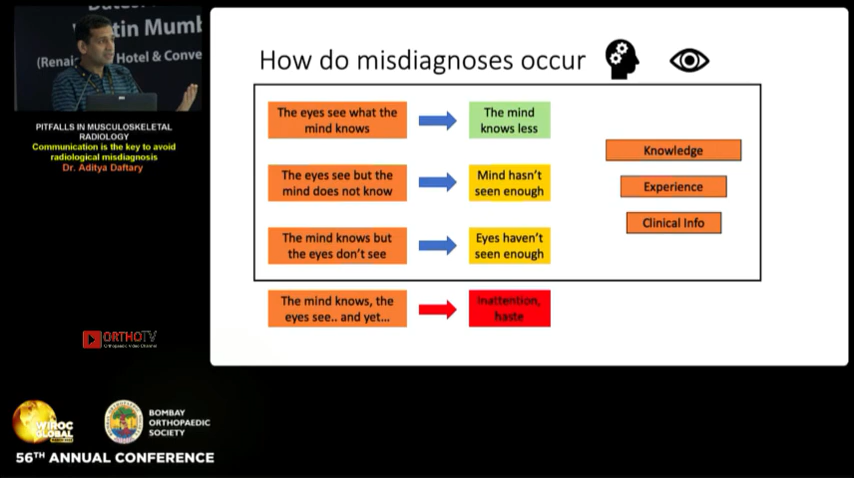 tin Mumb
(Renai
Hotel & Conve
PITFALLS IN MUSCULOSKELETAL
RADIOLOGY
Communication is the key to avoid
radiological misdiagnosis
Dr. Aditya Daftary
ORTHOTV
Orthopaedic Video Channel
WIROC
GLOBAL
BOMBAY
ORTHOPAEDIC
SOCIETY
56TH ANNUAL CONFERENCE
How do misdiagnoses occur
The eyes see what the
mind knows
The mind
knows less
The eyes see but the
mind does not know
Mind hasn't
seen enough
The mind knows but
the eyes don't see
Eyes haven't
seen enough
The mind knows, the
eyes see.. and yet...
Inattention,
haste
Knowledge
Experience
Clinical Info